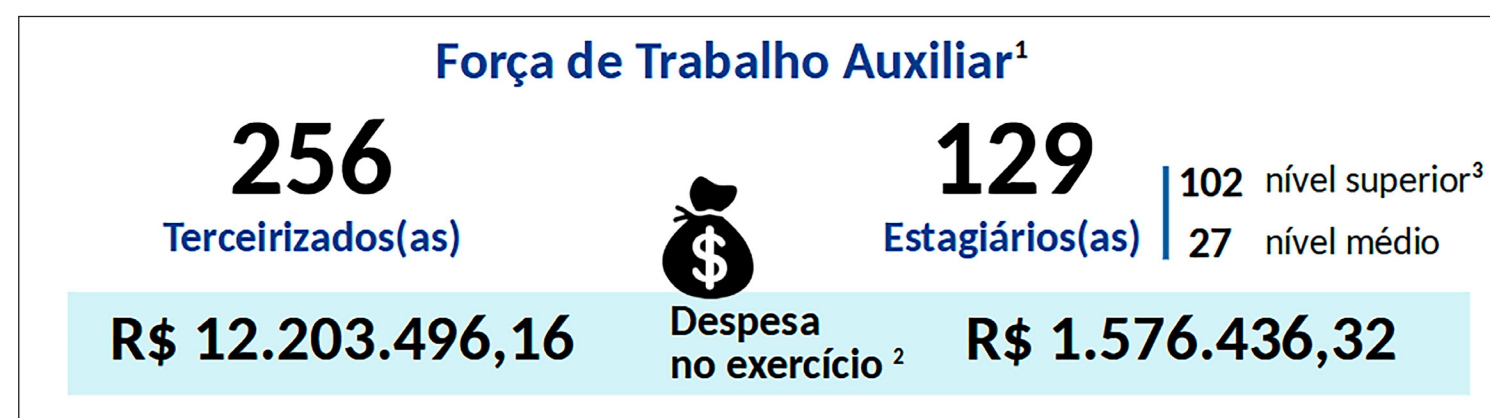 Força de Trabalho Auxiliar¹
256
Terceirizados(as)
129
Estagiários(as)
102 nível superior³
27 nível médio
$
R$ 12.203.496,16
Despesa
no exercício ²
R$ 1.576.436,32